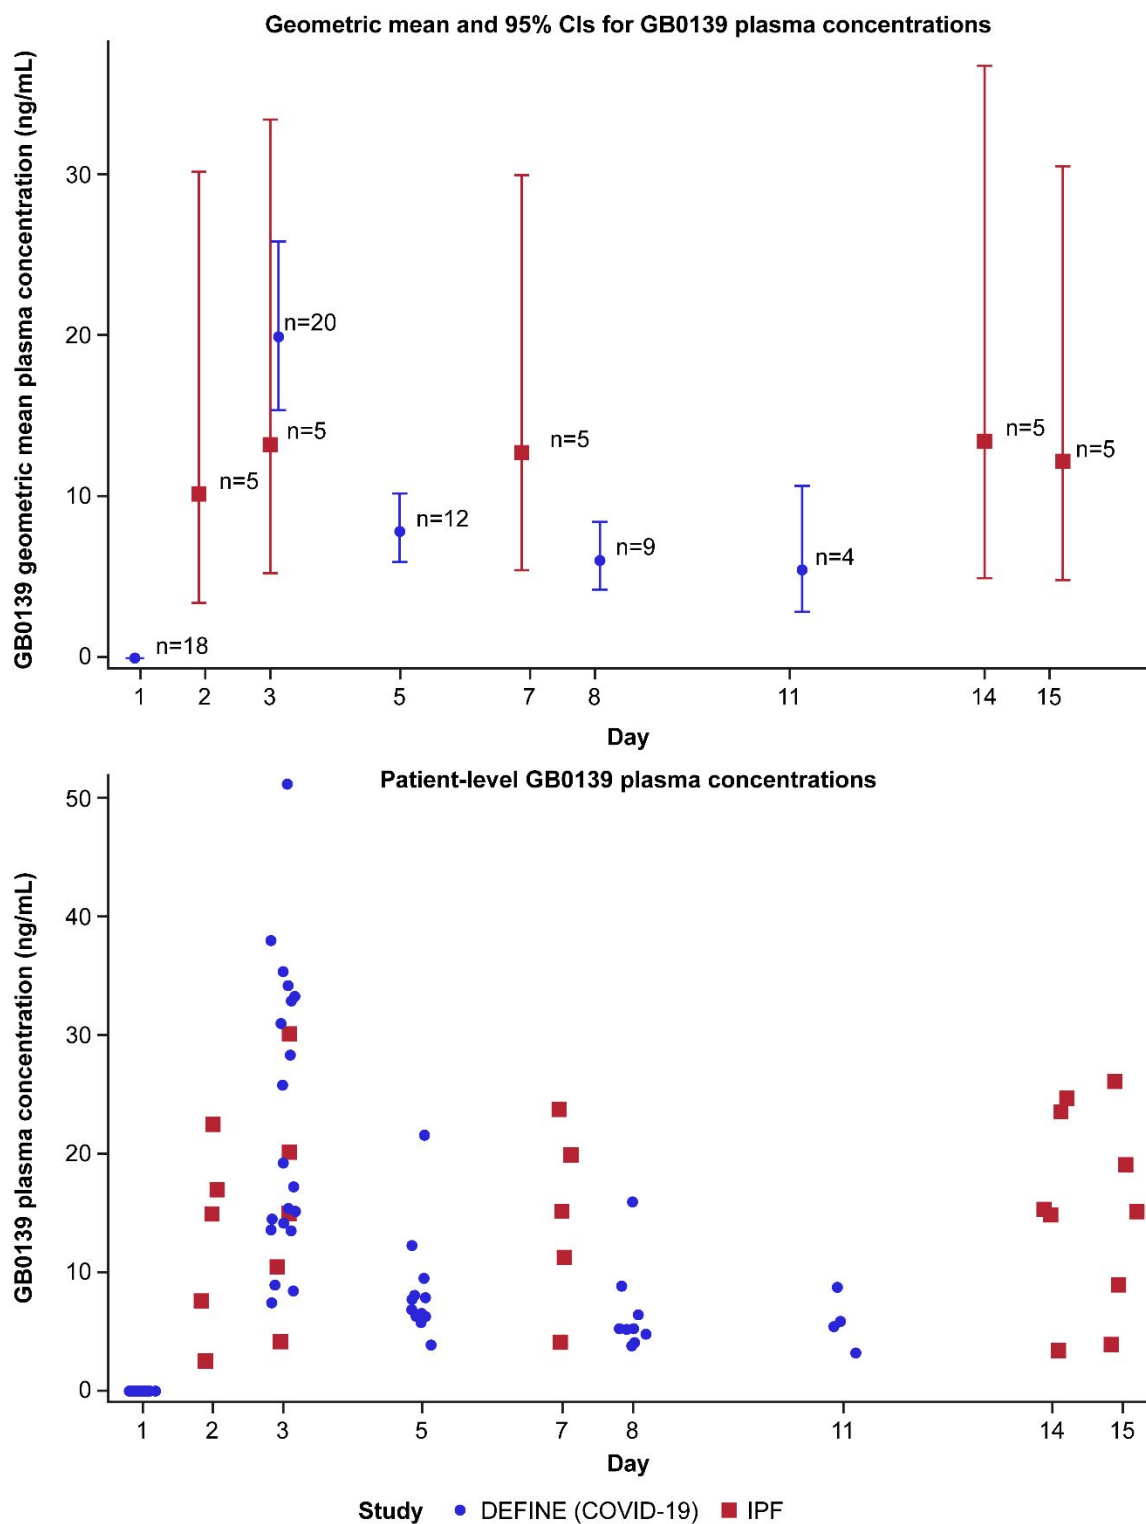 Geometric mean and 95% CIs for GB0139 plasma concentrations
GB0139 geometric mean plasma concentration (ng/mL)
30
20
10
0
n=20
n=5
n=5
n=5
n=5
n=5
n=12
n=9
n=4
n=18
1 2 3 5 7 8 11 14 15
Day
Patient-level GB0139 plasma concentrations
GB0139 plasma concentration (ng/mL)
50
40
30
20
10
0
1 2 3 5 7 8 11 14 15
Day
Study DEFINE (COVID-19) IPF